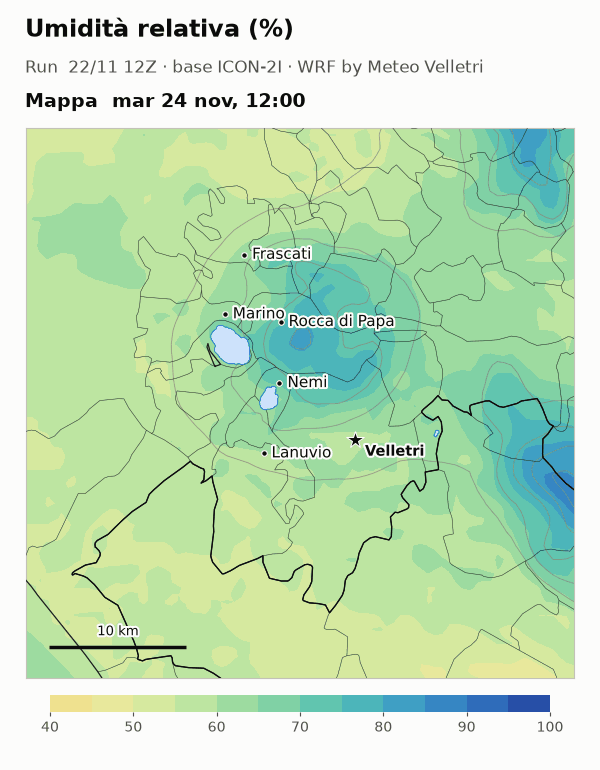 Umidità relativa (%)
Run  22/11 12Z · base ICON-2I · WRF by Meteo Velletri
Mappa  mar 24 nov, 12:00
Frascati
Marino
Rocca di Papa
Nemi
Velletri
Lanuvio
10 km
40 50 60 70 80 90 100